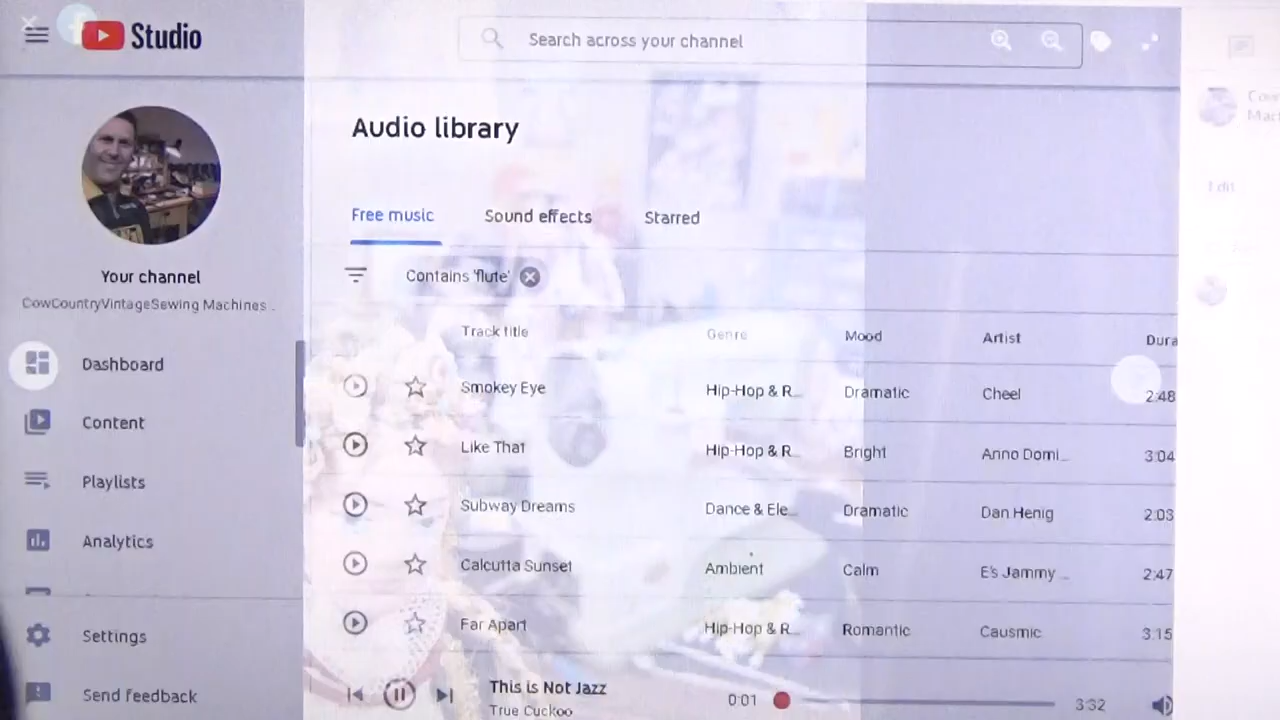 Studio
Search across your channel
Audio library
Free music Sound effects Starred
Your channel
CowCountryVintageSewing Machines ..
Contains 'flute'
Track title Genre Mood Artist Dura
Dashboard
Smokey Eye Hip-Hop & R... Dramatic Cheel 2:48
Content
Like That Hip-Hop & R... Bright Anno Domi... 3:04
Playlists
Subway Dreams Dance & Ele... Dramatic Dan Henig 2:03
Analytics
Calcutta Sunset Ambient Calm E's Jammy ... 2:47
Settings
Far Apart Hip-Hop & R... Romantic Causmic 3:15
Send feedback
This is Not Jazz
True Cuckoo
0:01 3:32
Edit